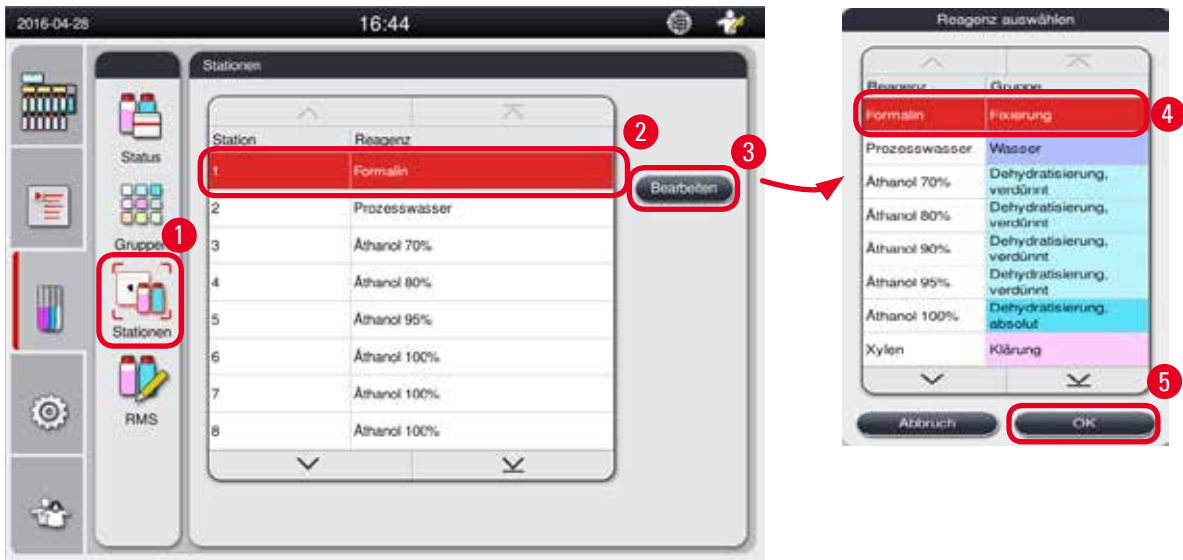 2016-04-28
16:44
Stationen
Status
Gruppen
Stationen
RMS
Station Reagenz
1 Formalin
2 Prozesswasser
3 Äthanol 70%
4 Äthanol 80%
5 Äthanol 95%
6 Äthanol 100%
7 Äthanol 100%
8 Äthanol 100%
Bearbeiten
1
2
3
Reagenz auswählen
Reagenz Gruppe
Formalin Fixierung
Prozesswasser Wasser
Äthanol 70% Dehydratisierung,
verdünnt
Äthanol 80% Dehydratisierung,
verdünnt
Äthanol 90% Dehydratisierung,
verdünnt
Äthanol 95% Dehydratisierung,
verdünnt
Äthanol 100% Dehydratisierung,
absolut
Xylen Klärung
Abbruch OK
4
5